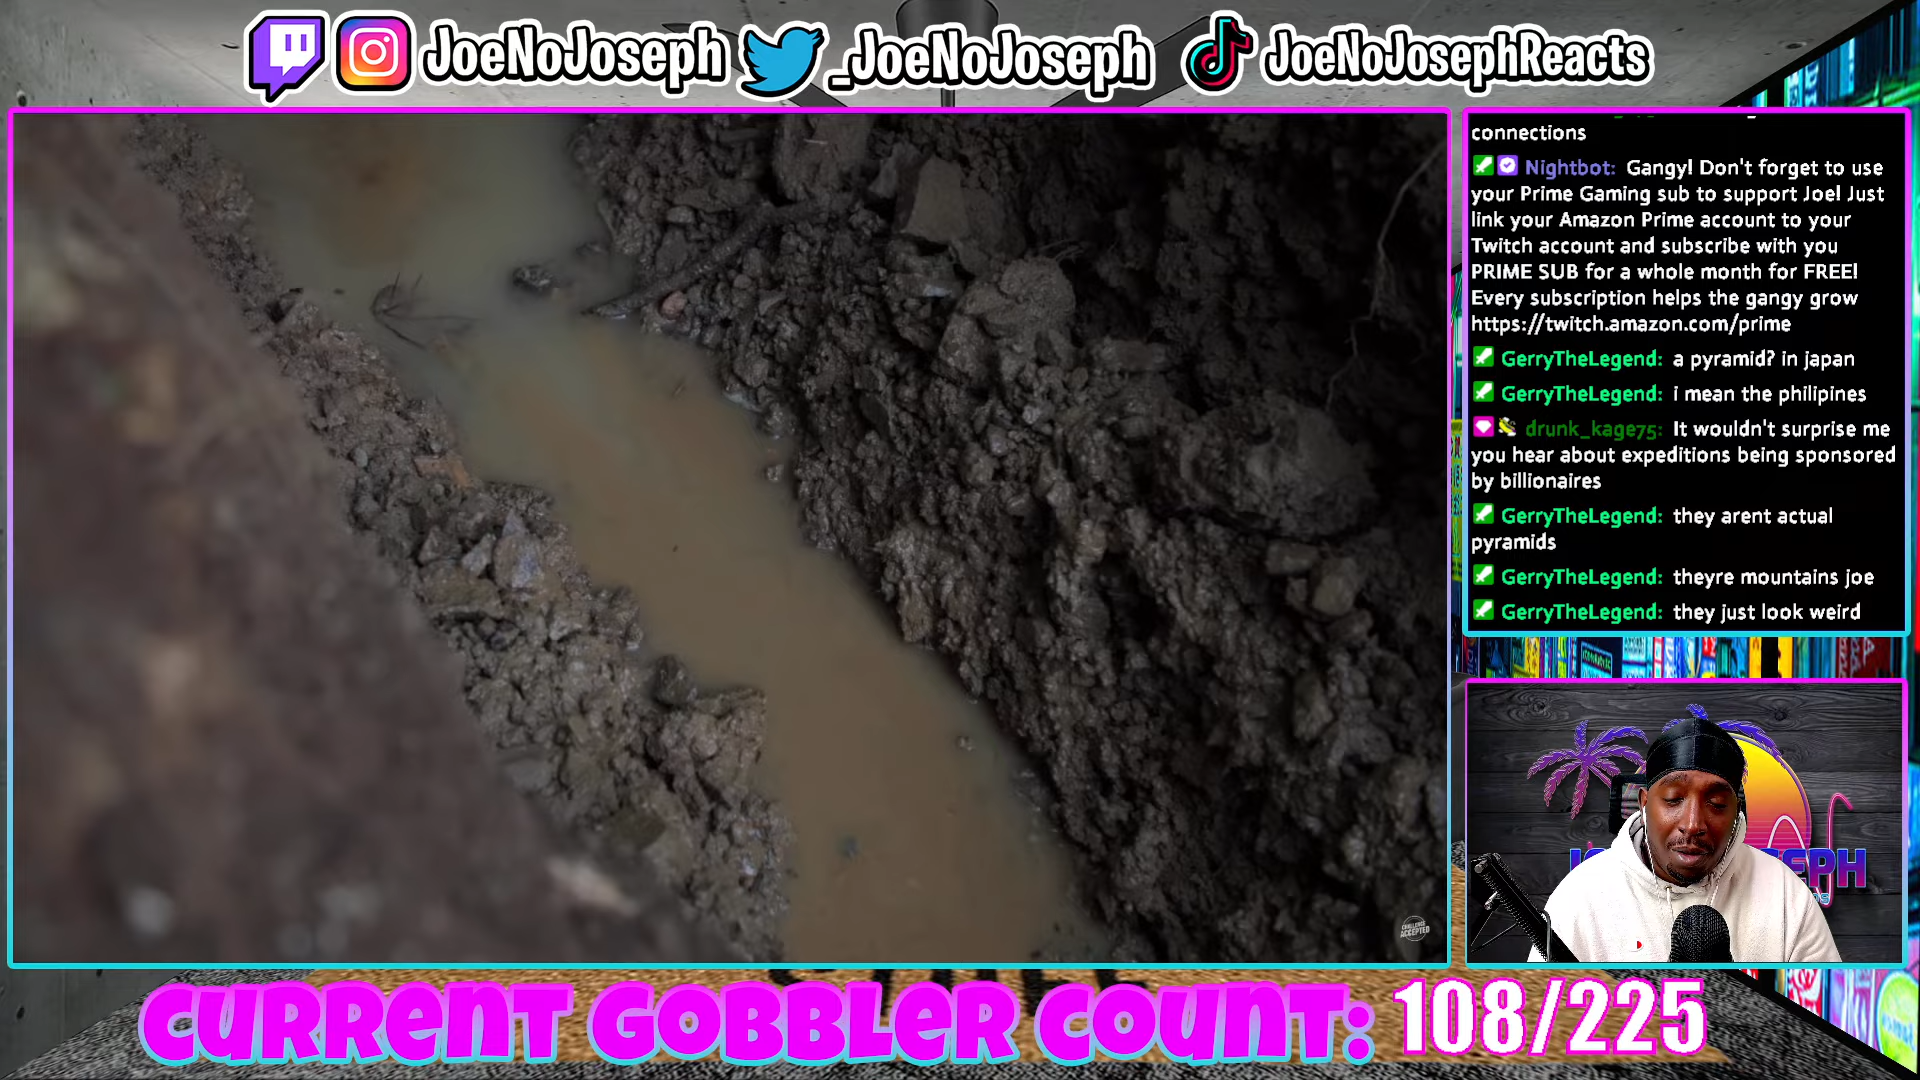 JoeNoJoseph _JoeNoJoseph JoeNoJosephReacts
connections
Nightbot: Gangy! Don't forget to use
your Prime Gaming sub to support Joe! Just
link your Amazon Prime account to your
Twitch account and subscribe with you
PRIME SUB for a whole month for FREE!
Every subscription helps the gangy grow
https://twitch.amazon.com/prime
GerryTheLegend: a pyramid? in japan
GerryTheLegend: i mean the philipines
drunk_kage75: It wouldn't surprise me
you hear about expeditions being sponsored
by billionaires
GerryTheLegend: they arent actual
pyramids
GerryTheLegend: theyre mountains joe
GerryTheLegend: they just look weird
CHALLENGE
ACCEPTED
CURRENT GOBBLER COUNT: 108/225